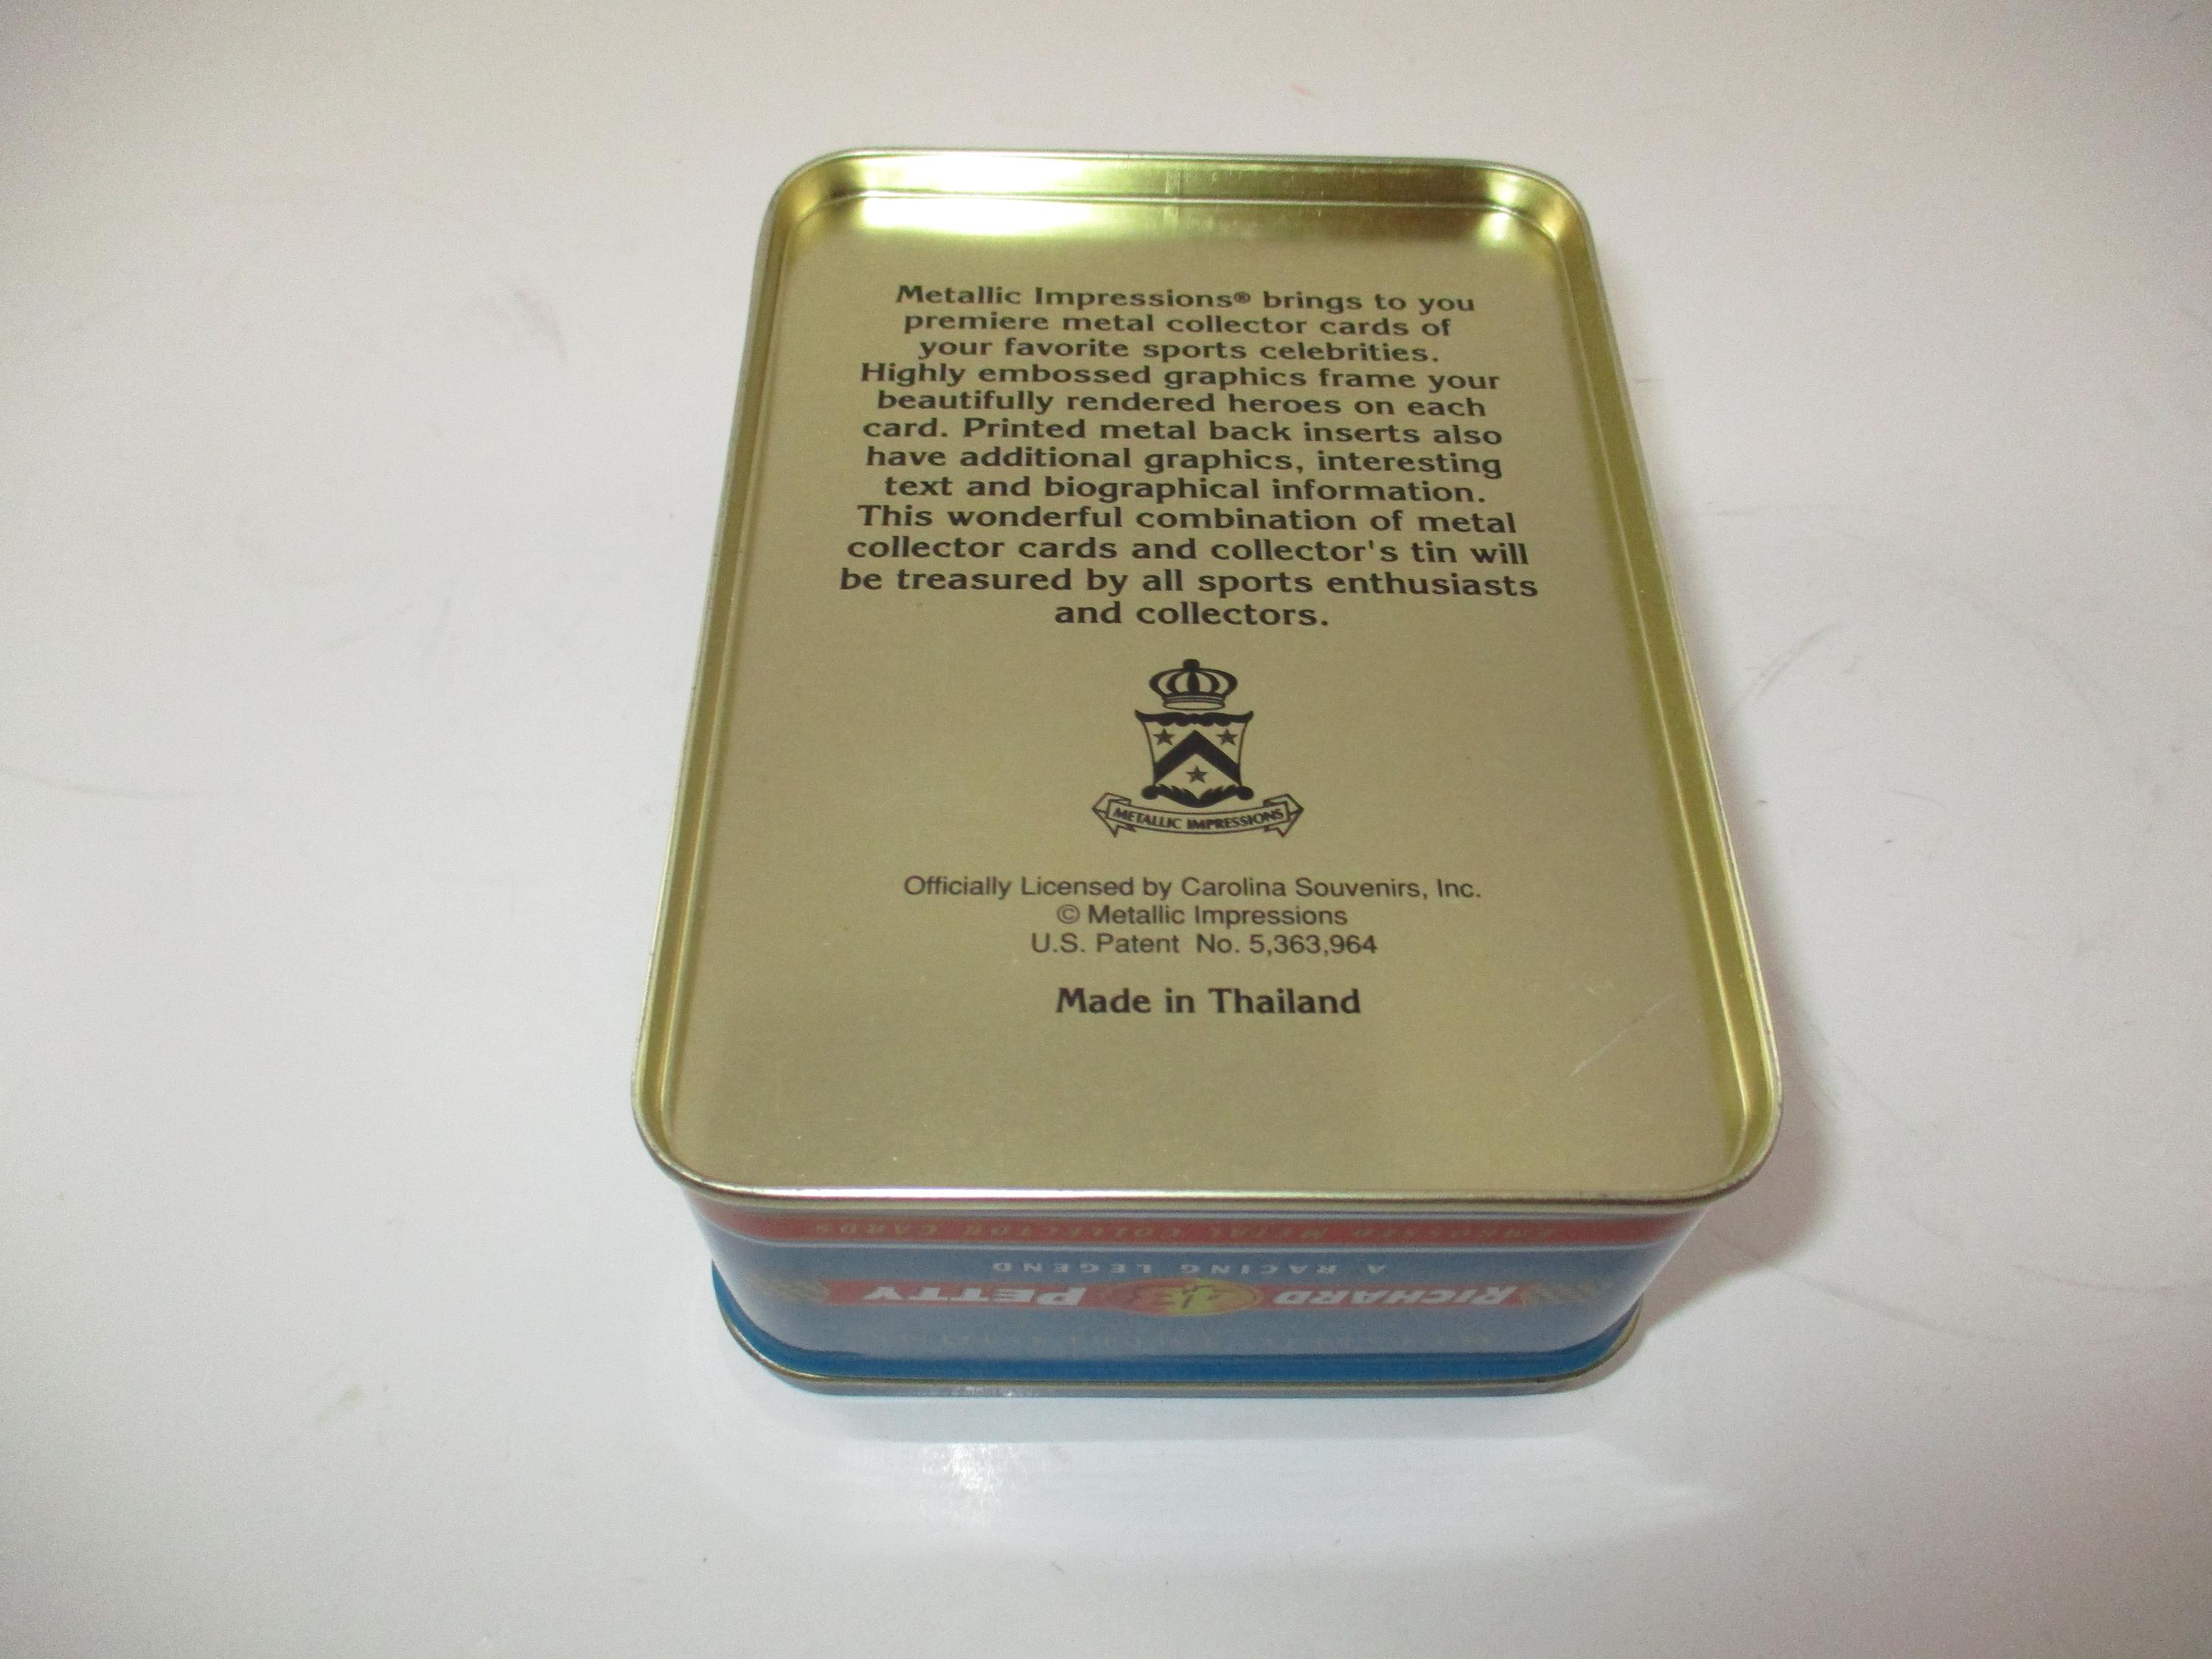 Metallic Impressions® brings to you
premiere metal collector cards of
your favorite sports celebrities.
Highly embossed graphics frame your
beautifully rendered heroes on each
card. Printed metal back inserts also
have additional graphics, interesting
text and biographical information.
This wonderful combination of metal
collector cards and collector's tin will
be treasured by all sports enthusiasts
and collectors.
METALLIC IMPRESSIONS
Officially Licensed by Carolina Souvenirs, Inc.
© Metallic Impressions
U.S. Patent No. 5,363,964
Made in Thailand
EMBOSSED METAL COLLECTOR CARDS
A RACING LEGEND
RICHARD PETTY